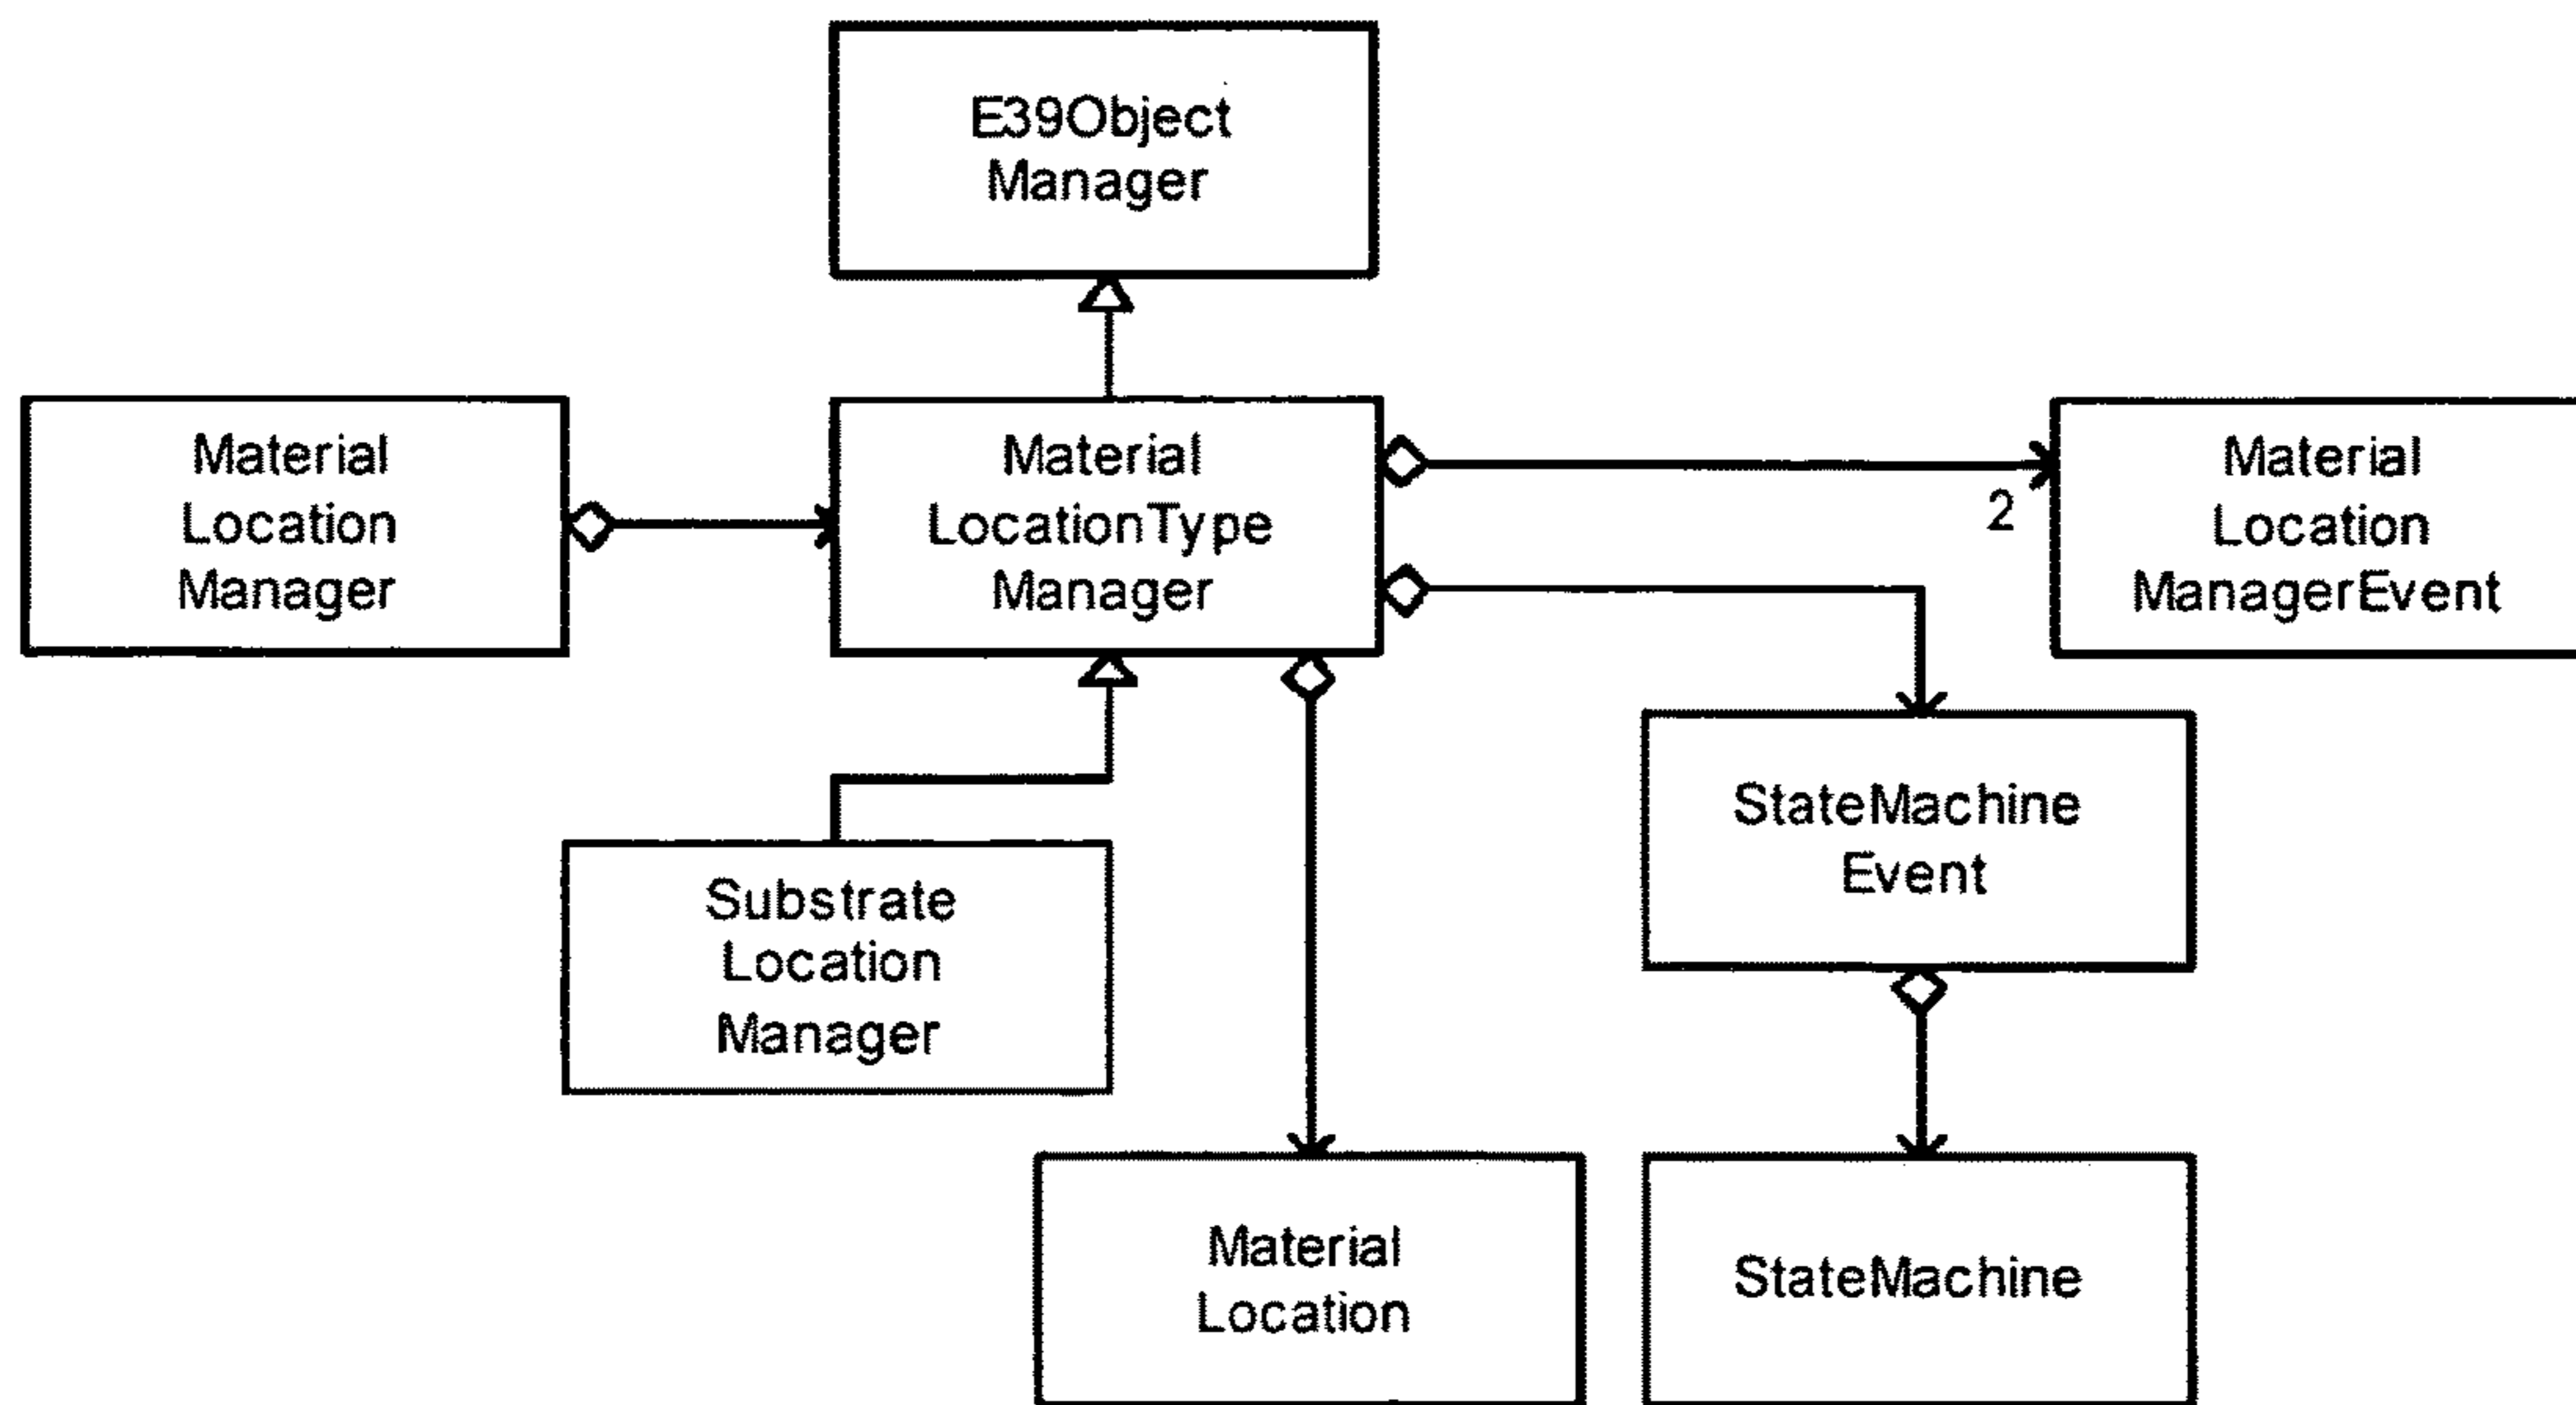 E39Object
Manager
Material
Location
Manager
Material
LocationType
Manager
2
Material
Location
ManagerEvent
StateMachine
Event
Substrate
Location
Manager
Material
Location
StateMachine